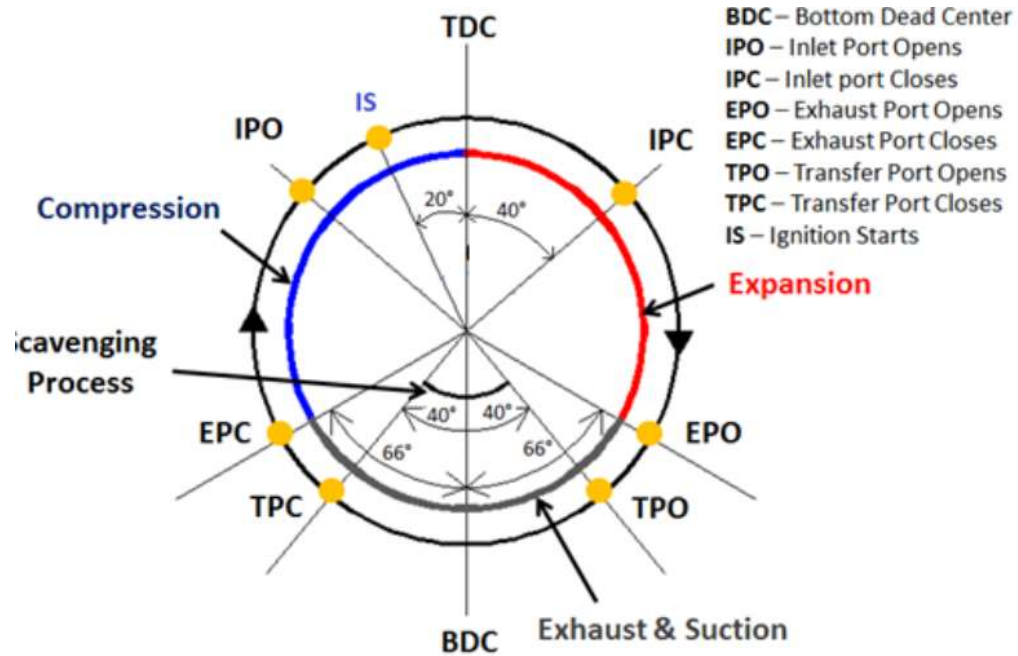 TDC
BDC – Bottom Dead Center
IPO – Inlet Port Opens
IPC – Inlet port Closes
EPO – Exhaust Port Opens
EPC – Exhaust Port Closes
TPO – Transfer Port Opens
TPC – Transfer Port Closes
IS – Ignition Starts
IS
IPO
IPC
Compression
20°
40°
Expansion
cavenging
Process
40°
40°
EPC
66°
66°
EPO
TPC
TPO
BDC
Exhaust & Suction